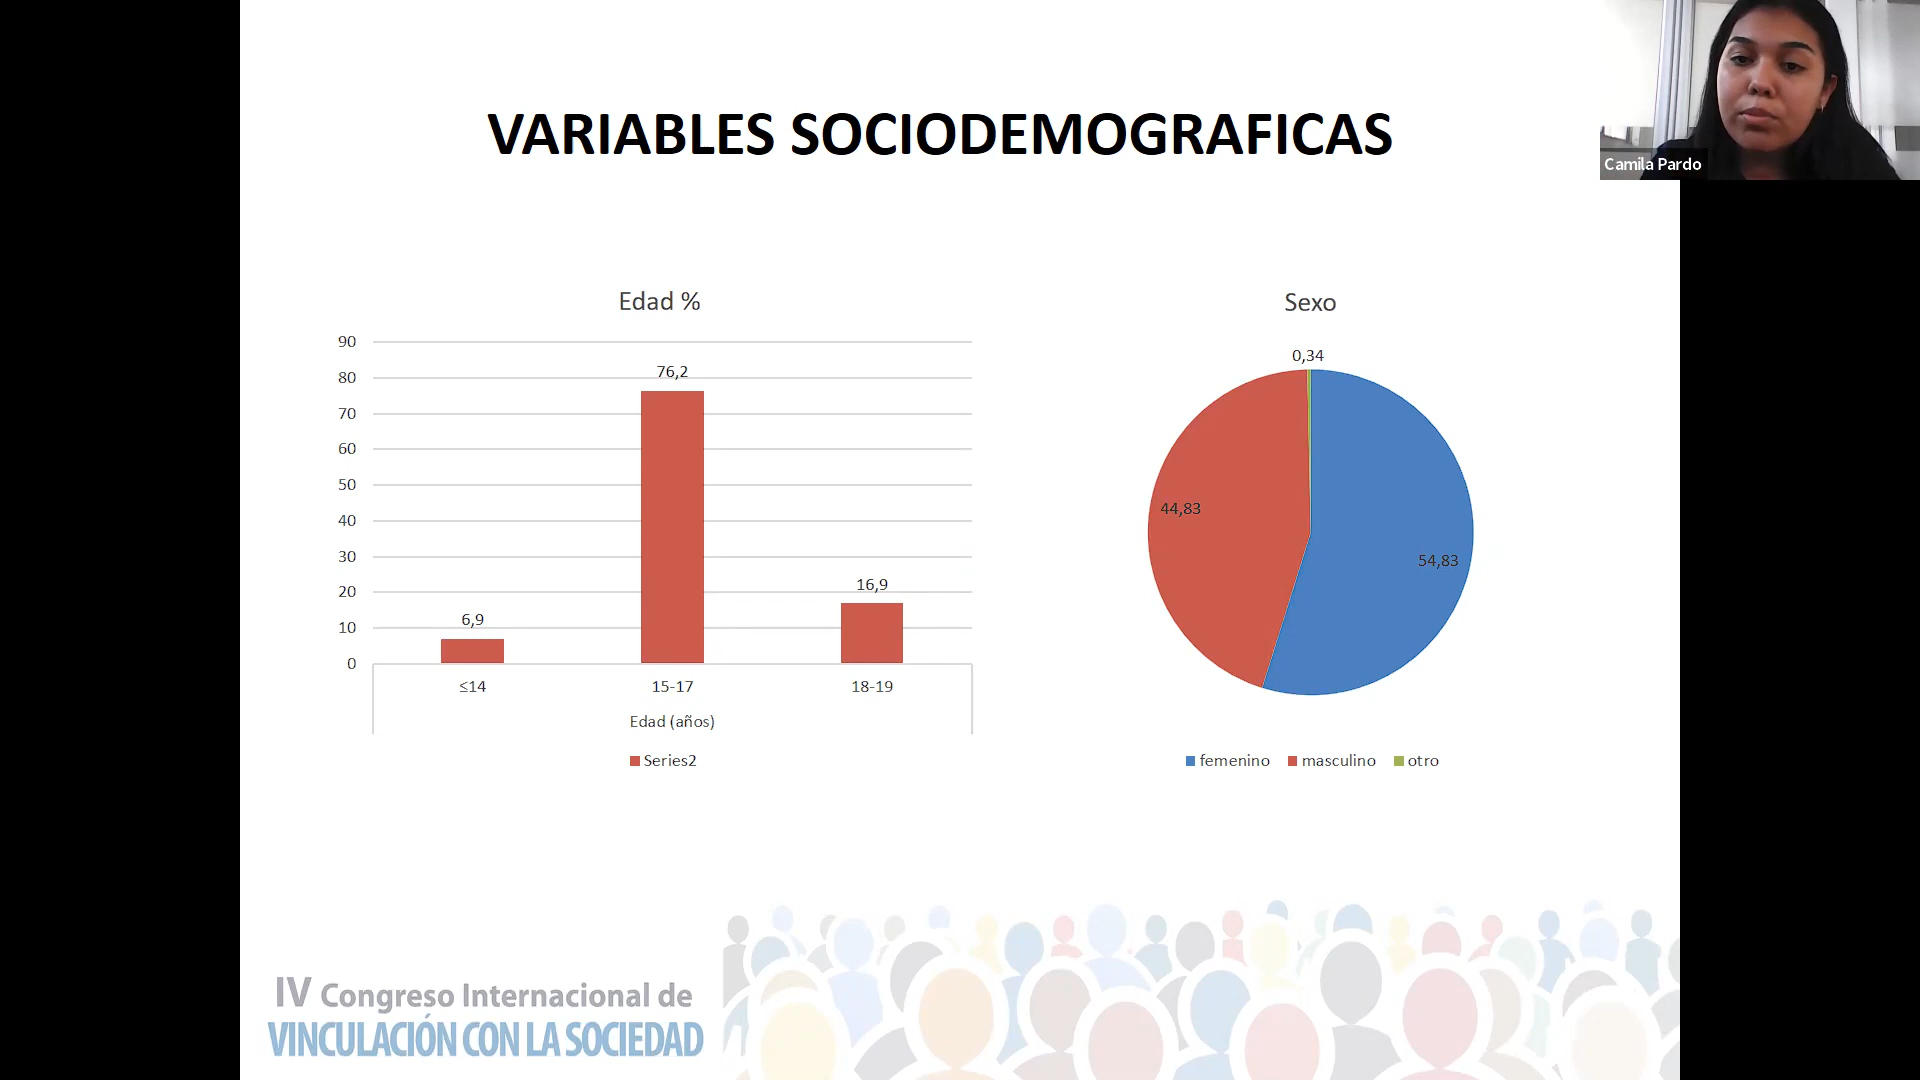 VARIABLES SOCIODEMOGRAFICAS
Camila Pardo
Edad %
90
80
70
60
50
40
30
20
10
0
6,9
76,2
16,9
≤14
15-17
18-19
Edad (años)
Series2
Sexo
0,34
44,83
54,83
femenino
masculino
otro
IV Congreso Internacional de
VINCULACIÓN CON LA SOCIEDAD